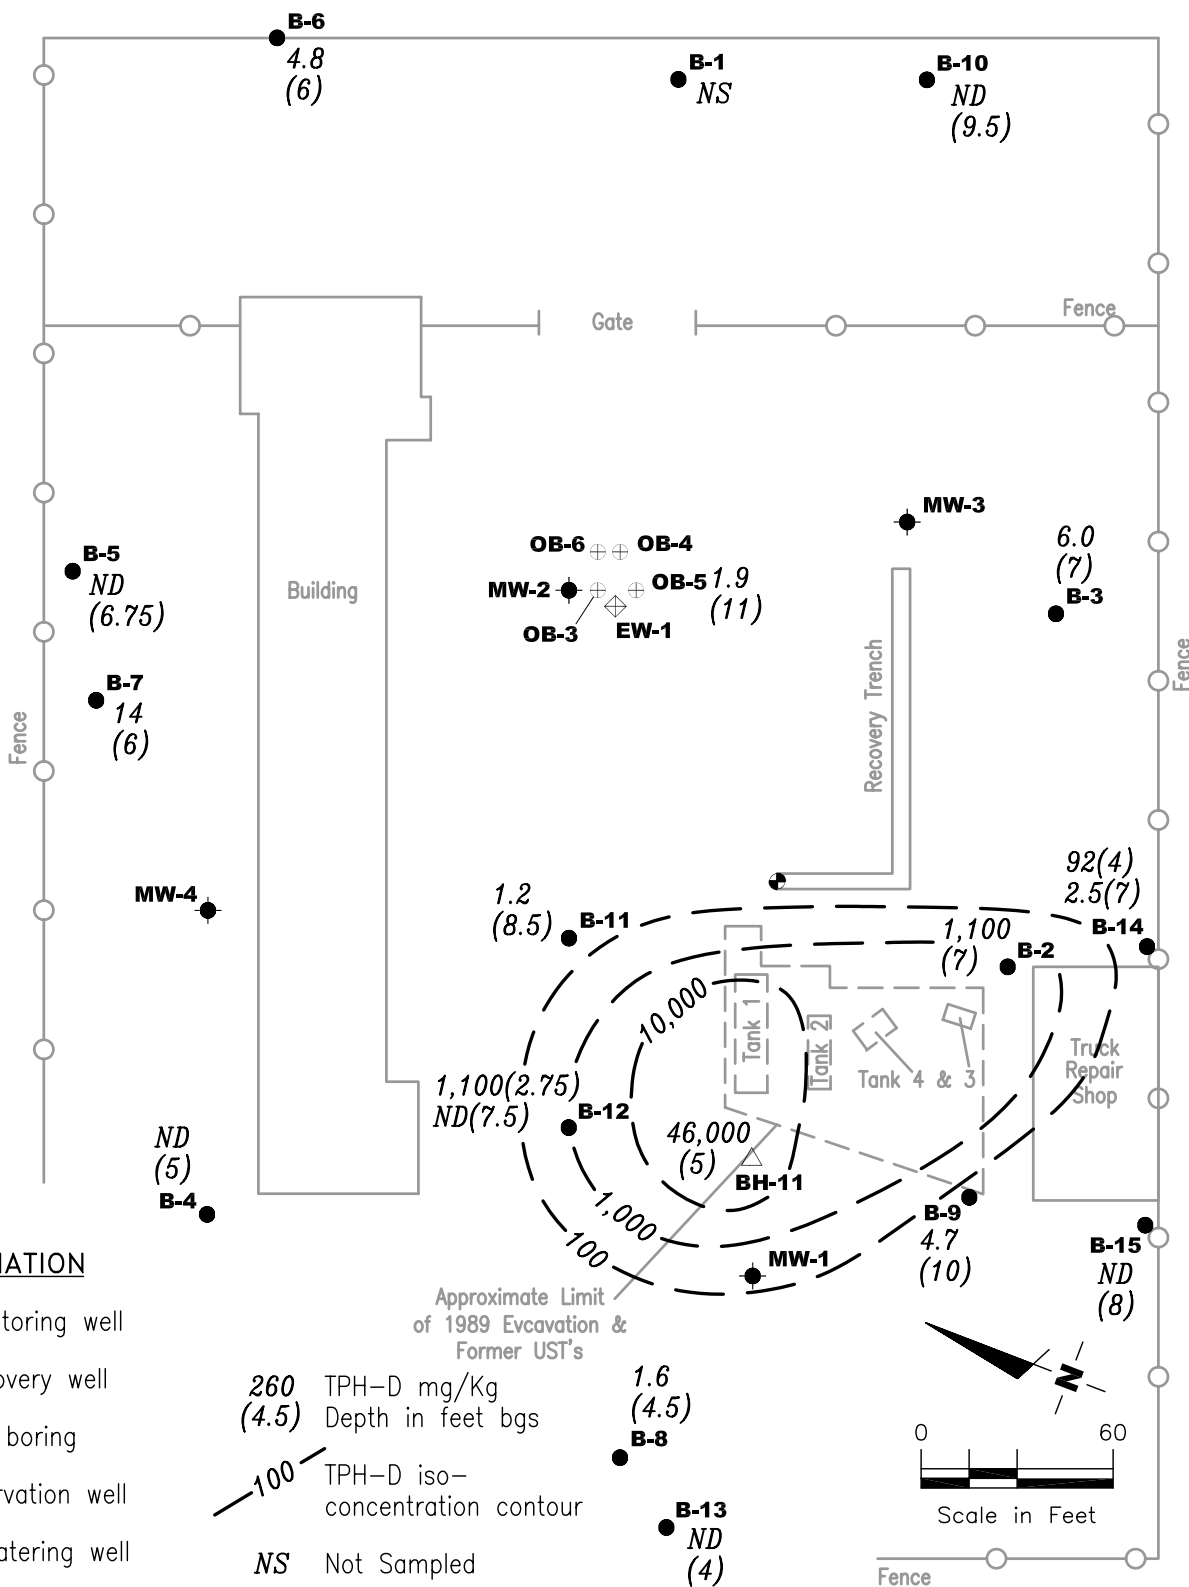 B-6
4.8
(6)
B-1
NS
B-10
ND
(9.5)
Gate
Fence
MW-3
6.0
(7)
B-3
OB-6
OB-4
MW-2
OB-5
1.9
(11)
OB-3
EW-1
B-5
ND
(6.75)
Building
B-7
14
(6)
Fence
Recovery Trench
Fence
MW-4
1.2
(8.5)
B-11
92(4)
2.5(7)
B-14
1,100
(7)
B-2
10,000
Tank 1
Tank 2
Tank 4 & 3
Truck
Repair
Shop
1,100(2.75)
ND(7.5)
B-12
46,000
(5)
BH-11
ND
(5)
B-4
1,000
100
MW-1
B-9
4.7
(10)
B-15
ND
(8)
Approximate Limit
of 1989 Evcavation &
Former UST's
NATION
toring well
overy well
boring
rvation well
atering well
260
(4.5)
TPH-D mg/Kg
Depth in feet bgs
100
TPH-D iso-
concentration contour
NS Not Sampled
1.6
(4.5)
B-8
B-13
ND
(4)
N
0 60
Scale in Feet
Fence